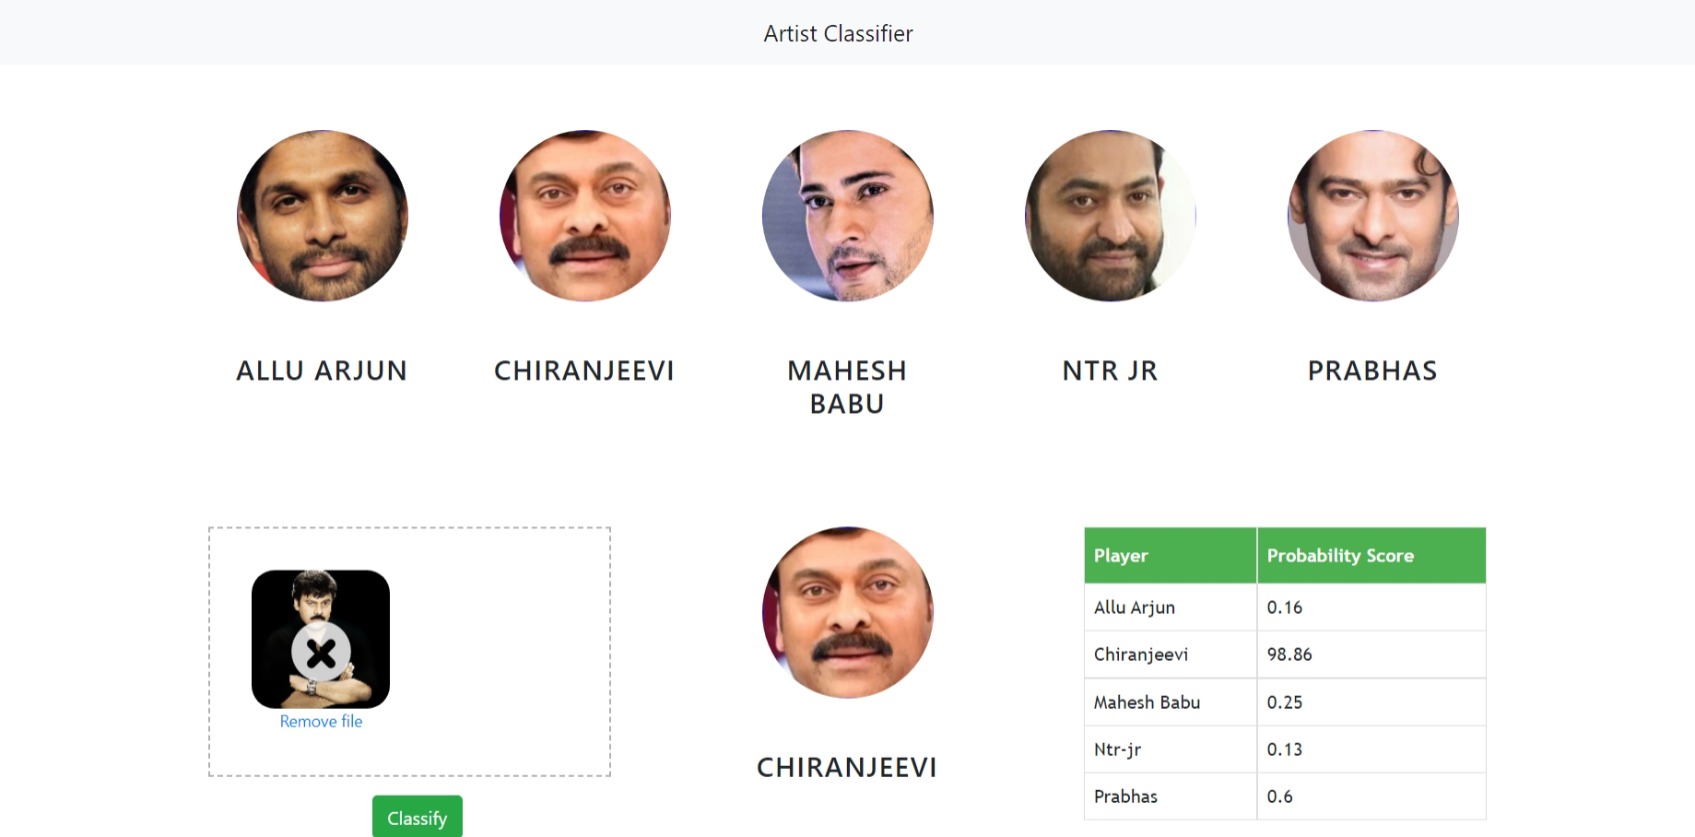 Artist Classifier
ALLU ARJUN
CHIRANJEEVI
MAHESH
BABU
NTR JR
PRABHAS
Remove file
Classify
CHIRANJEEVI
Player Probability Score
Allu Arjun 0.16
Chiranjeevi 98.86
Mahesh Babu 0.25
Ntr-jr 0.13
Prabhas 0.6